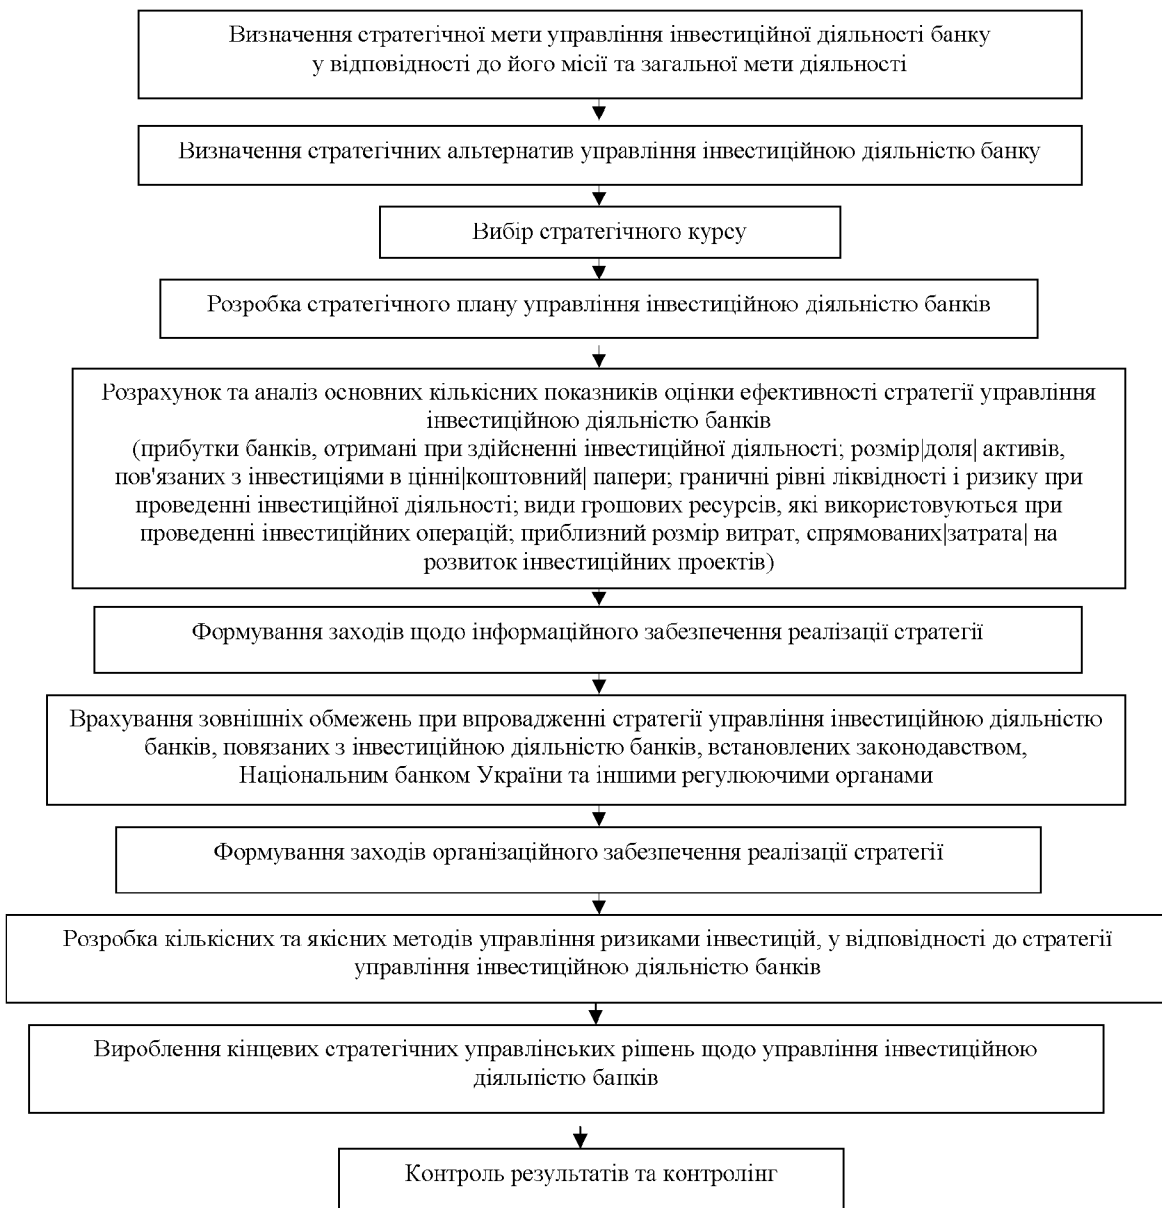 Визначення стратегічної мети управління інвестиційної діяльності банку
у відповідності до його місії та загальної мети діяльності
Визначення стратегічних альтернатив управління інвестиційною діяльністю банку
Вибір стратегічного курсу
Розробка стратегічного плану управління інвестиційною діяльністю банків
Розрахунок та аналіз основних кількісних показників оцінки ефективності стратегії управління
інвестиційною діяльністю банків
(прибутки банків, отримані при здійсненні інвестиційної діяльності; розмір|доля| активів,
пов'язаних з інвестиціями в цінні|коштовний| папери; граничні рівні ліквідності і ризику при
проведенні інвестиційної діяльності; види грошових ресурсів, які використовуються при
проведенні інвестиційних операцій; приблизний розмір витрат, спрямованих|затрата| на
розвиток інвестиційних проектів)
Формування заходів щодо інформаційного забезпечення реалізації стратегії
Врахування зовнішніх обмежень при впровадженні стратегії управління інвестиційною діяльністю
банків, повязаних з інвестиційною діяльністю банків, встановлених законодавством,
Національним банком України та іншими регулюючими органами
Формування заходів організаційного забезпечення реалізації стратегії
Розробка кількісних та якісних методів управління ризиками інвестицій, у відповідності до стратегії
управління інвестиційною діяльністю банків
Вироблення кінцевих стратегічних управлінських рішень щодо управління інвестиційною
діяльністю банків
Контроль результатів та контролінг